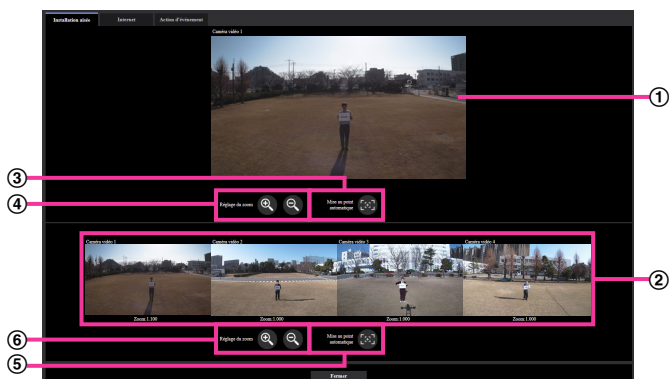 Installation aisée Internet Action d'événement
Caméra vidéo 1
①
③
④
Réglage du zoom
Mise au point
automatique
Caméra vidéo 1 Caméra vidéo 2 Caméra vidéo 3 Caméra vidéo 4
②
Zoom:1.100 Zoom:1.000 Zoom:1.000 Zoom:1.000
⑥
Réglage du zoom
Mise au point
automatique
⑤
Fermer